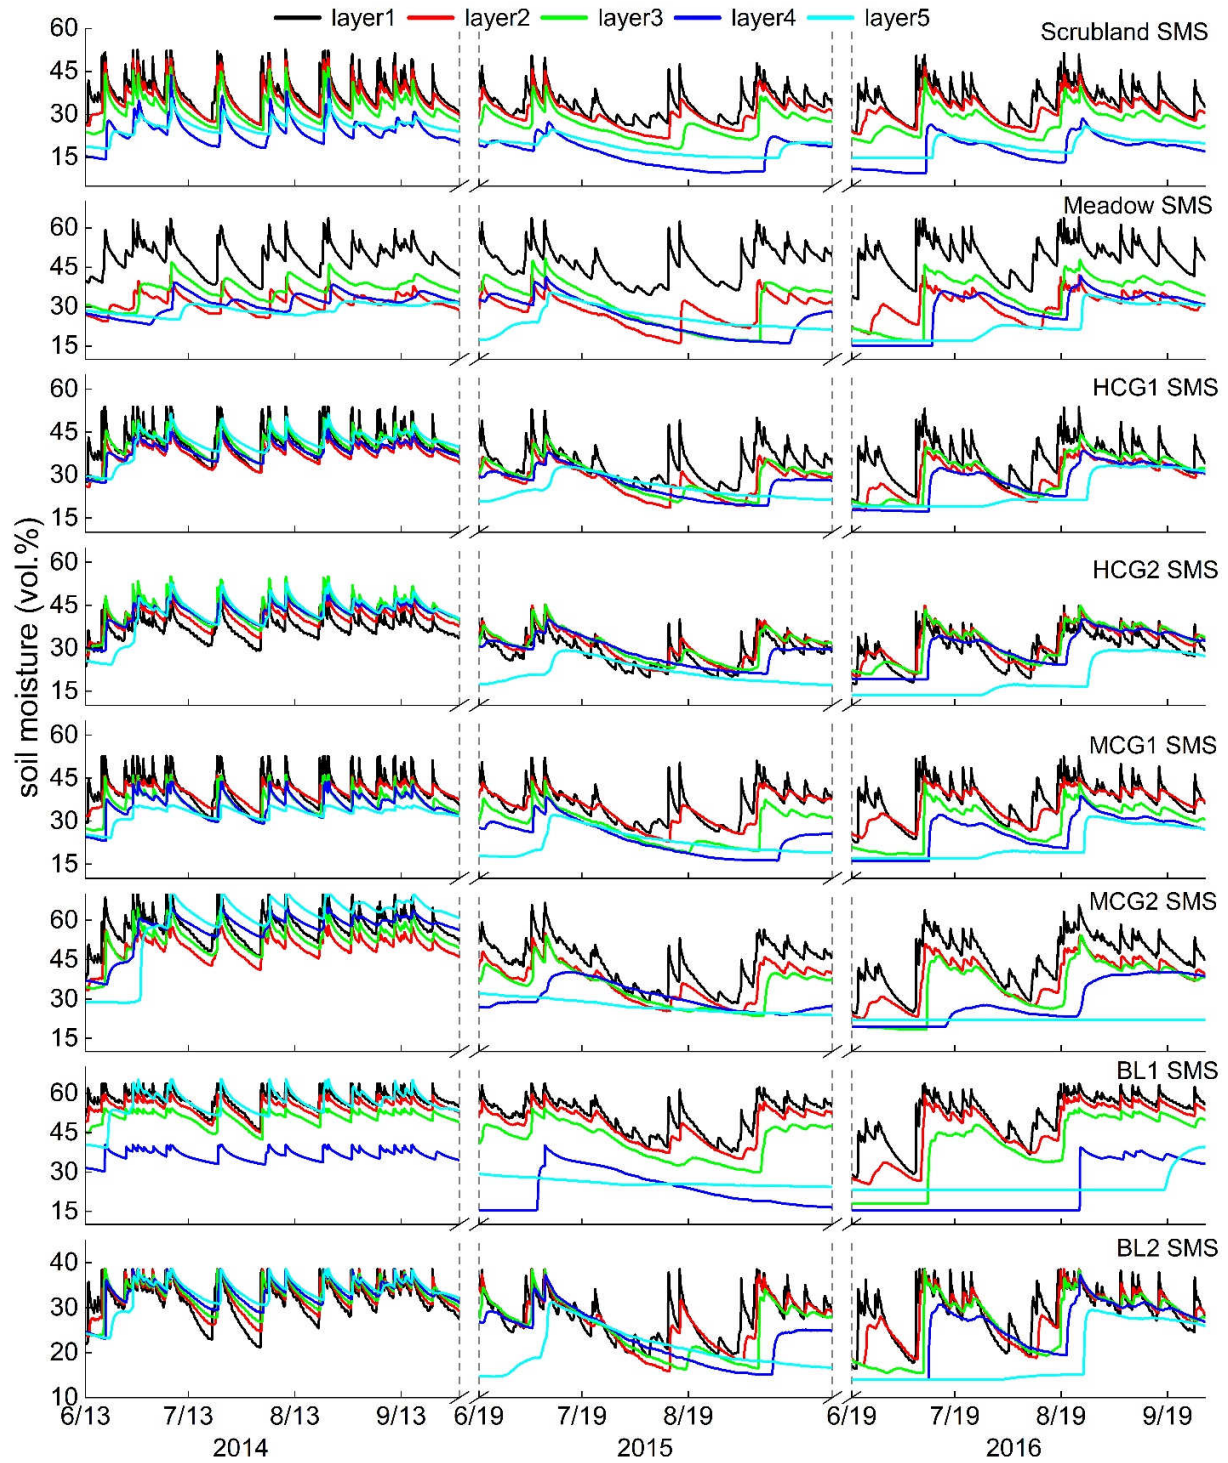 layer1 layer2 layer3 layer4 layer5
Scrubland SMS
60
45
30
15
Meadow SMS
60
45
30
15
HCG1 SMS
60
45
30
15
HCG2 SMS
60
45
30
15
soil moisture (vol.%)
MCG1 SMS
60
45
30
15
MCG2 SMS
60
45
30
15
BL1 SMS
60
45
30
15
BL2 SMS
40
30
20
10
6/13 7/13 8/13 9/13 6/19 7/19 8/19 6/19 7/19 8/19 9/19
2014 2015 2016